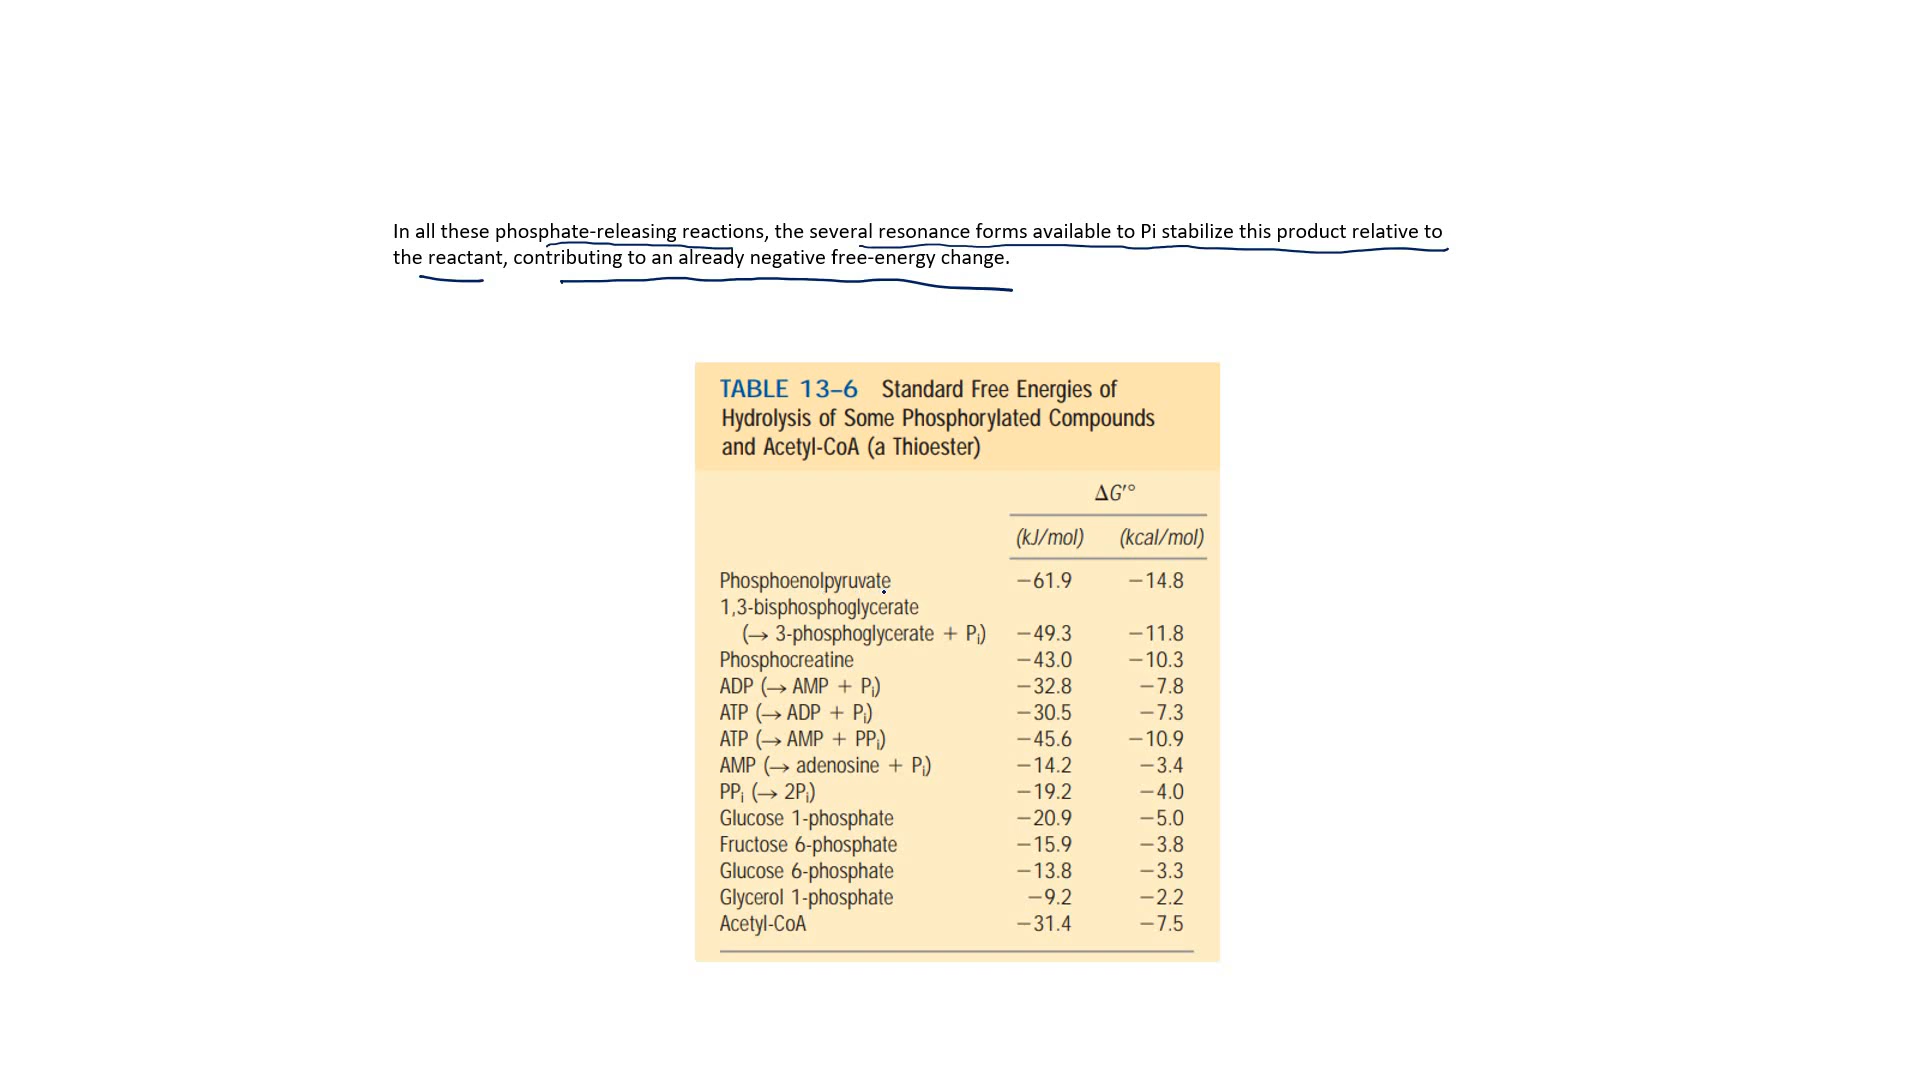 In all these phosphate-releasing reactions, the several resonance forms available to Pi stabilize this product relative to
the reactant, contributing to an already negative free-energy change.
TABLE 13–6 Standard Free Energies of
Hydrolysis of Some Phosphorylated Compounds
and Acetyl-CoA (a Thioester)
ΔG′°
(kJ/mol) (kcal/mol)
Phosphoenolpyruvate −61.9 −14.8
1,3-bisphosphoglycerate
(→ 3-phosphoglycerate + Pi) −49.3 −11.8
Phosphocreatine −43.0 −10.3
ADP (→ AMP + Pi) −32.8 −7.8
ATP (→ ADP + Pi) −30.5 −7.3
ATP (→ AMP + PPi) −45.6 −10.9
AMP (→ adenosine + Pi) −14.2 −3.4
PPi (→ 2Pi) −19.2 −4.0
Glucose 1-phosphate −20.9 −5.0
Fructose 6-phosphate −15.9 −3.8
Glucose 6-phosphate −13.8 −3.3
Glycerol 1-phosphate −9.2 −2.2
Acetyl-CoA −31.4 −7.5